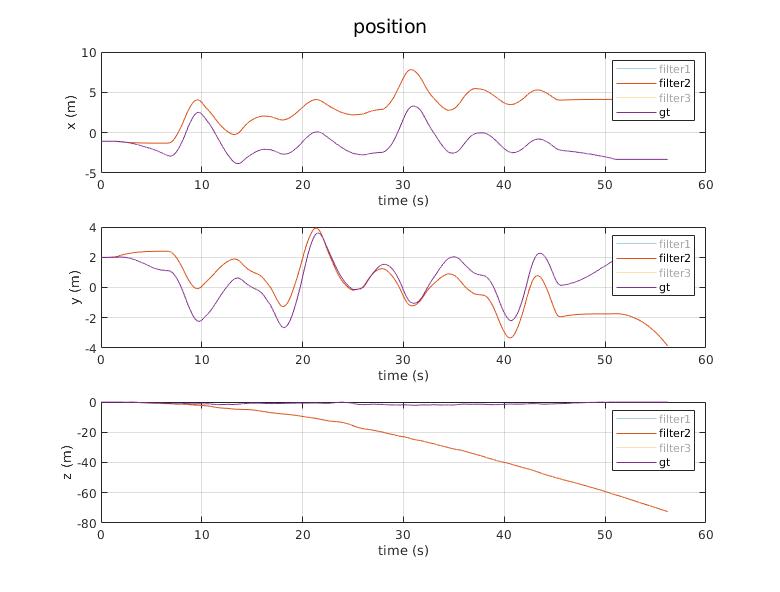 position
10
5
0
-5
x (m)
filter1
filter2
filter3
gt
0 10 20 30 40 50 60
time (s)
4
2
0
-2
-4
y (m)
filter1
filter2
filter3
gt
0 10 20 30 40 50 60
time (s)
0
-20
-40
-60
-80
z (m)
filter1
filter2
filter3
gt
0 10 20 30 40 50 60
time (s)